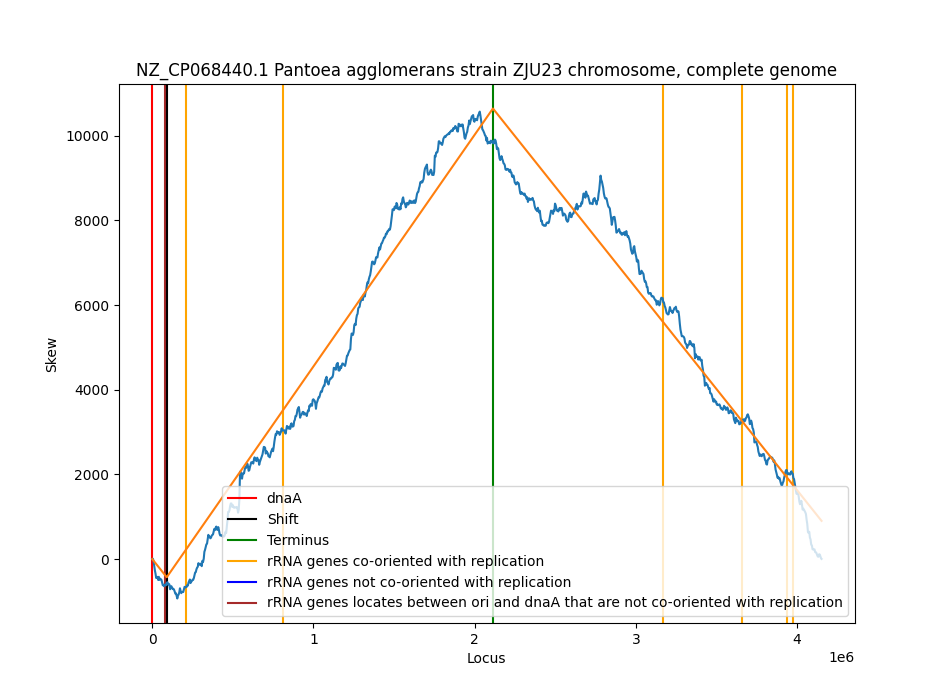 NZ_CP068440.1 Pantoea agglomerans strain ZJU23 chromosome, complete genome
10000
8000
6000
4000
2000
0
Skew
dnaA
Shift
Terminus
rRNA genes co-oriented with replication
rRNA genes not co-oriented with replication
rRNA genes locates between ori and dnaA that are not co-oriented with replication
0 1 2 3 4
1e6
Locus